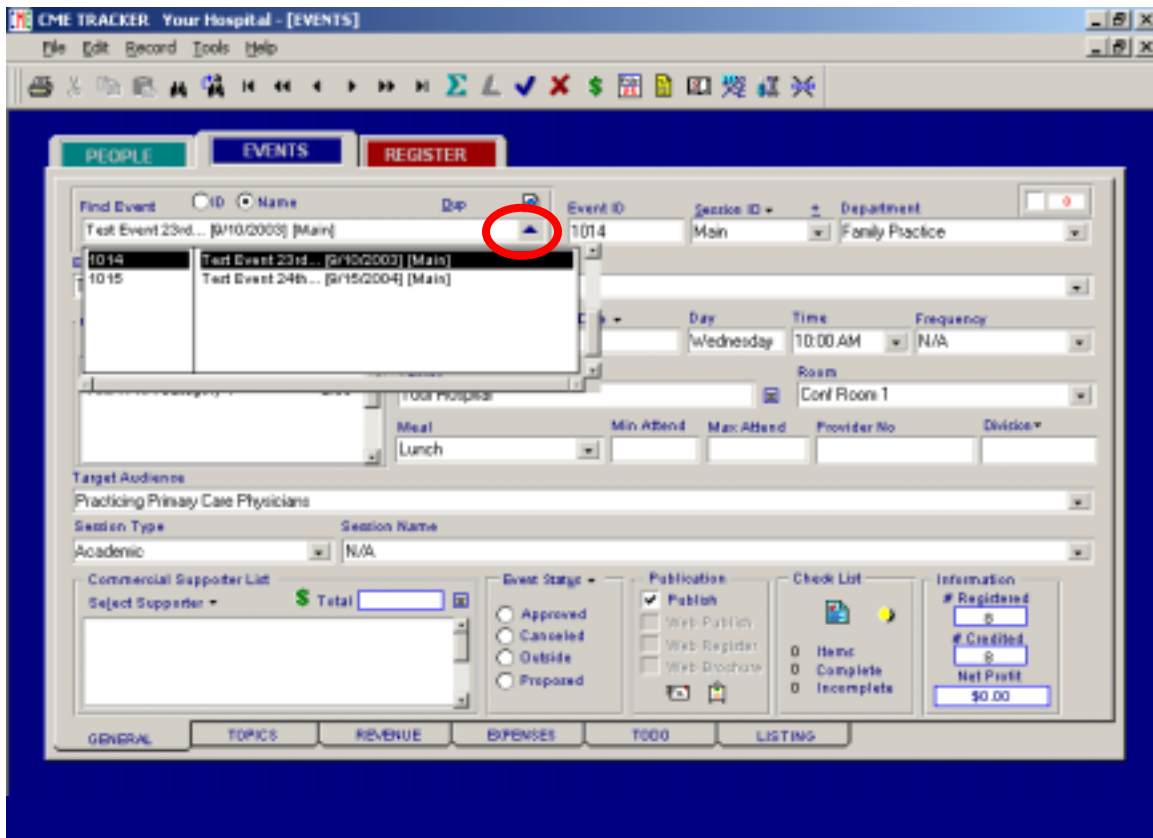 CME TRACKER Your Hospital - [EVENTS]
File Edit Record Tools Help
PEOPLE EVENTS REGISTER
Find Event ID Name Dup Event ID Session ID ± Department 0
Test Event 23rd... [9/10/2003] [Main] 1014 Main Family Practice
1014 Test Event 23rd... [9/10/2003] [Main]
1015 Test Event 24th... [9/15/2004] [Main]
Day Time Frequency
Wednesday 10:00 AM N/A
Room
Your Hospital Conf Room 1
Meal Min Attend Max Attend Provider No Division
Lunch
Target Audience
Practicing Primary Care Physicians
Session Type Session Name
Academic N/A
Commercial Supporter List Event Status Publication Check List Information
Select Supporter $ Total Publish # Registered
Approved Web Publish 8
Canceled Web Register 0 Items # Credited
Outside Web Brochure 0 Complete 8
Proposed 0 Incomplete Net Profit
$0.00
GENERAL TOPICS REVENUE EXPENSES TODO LISTING